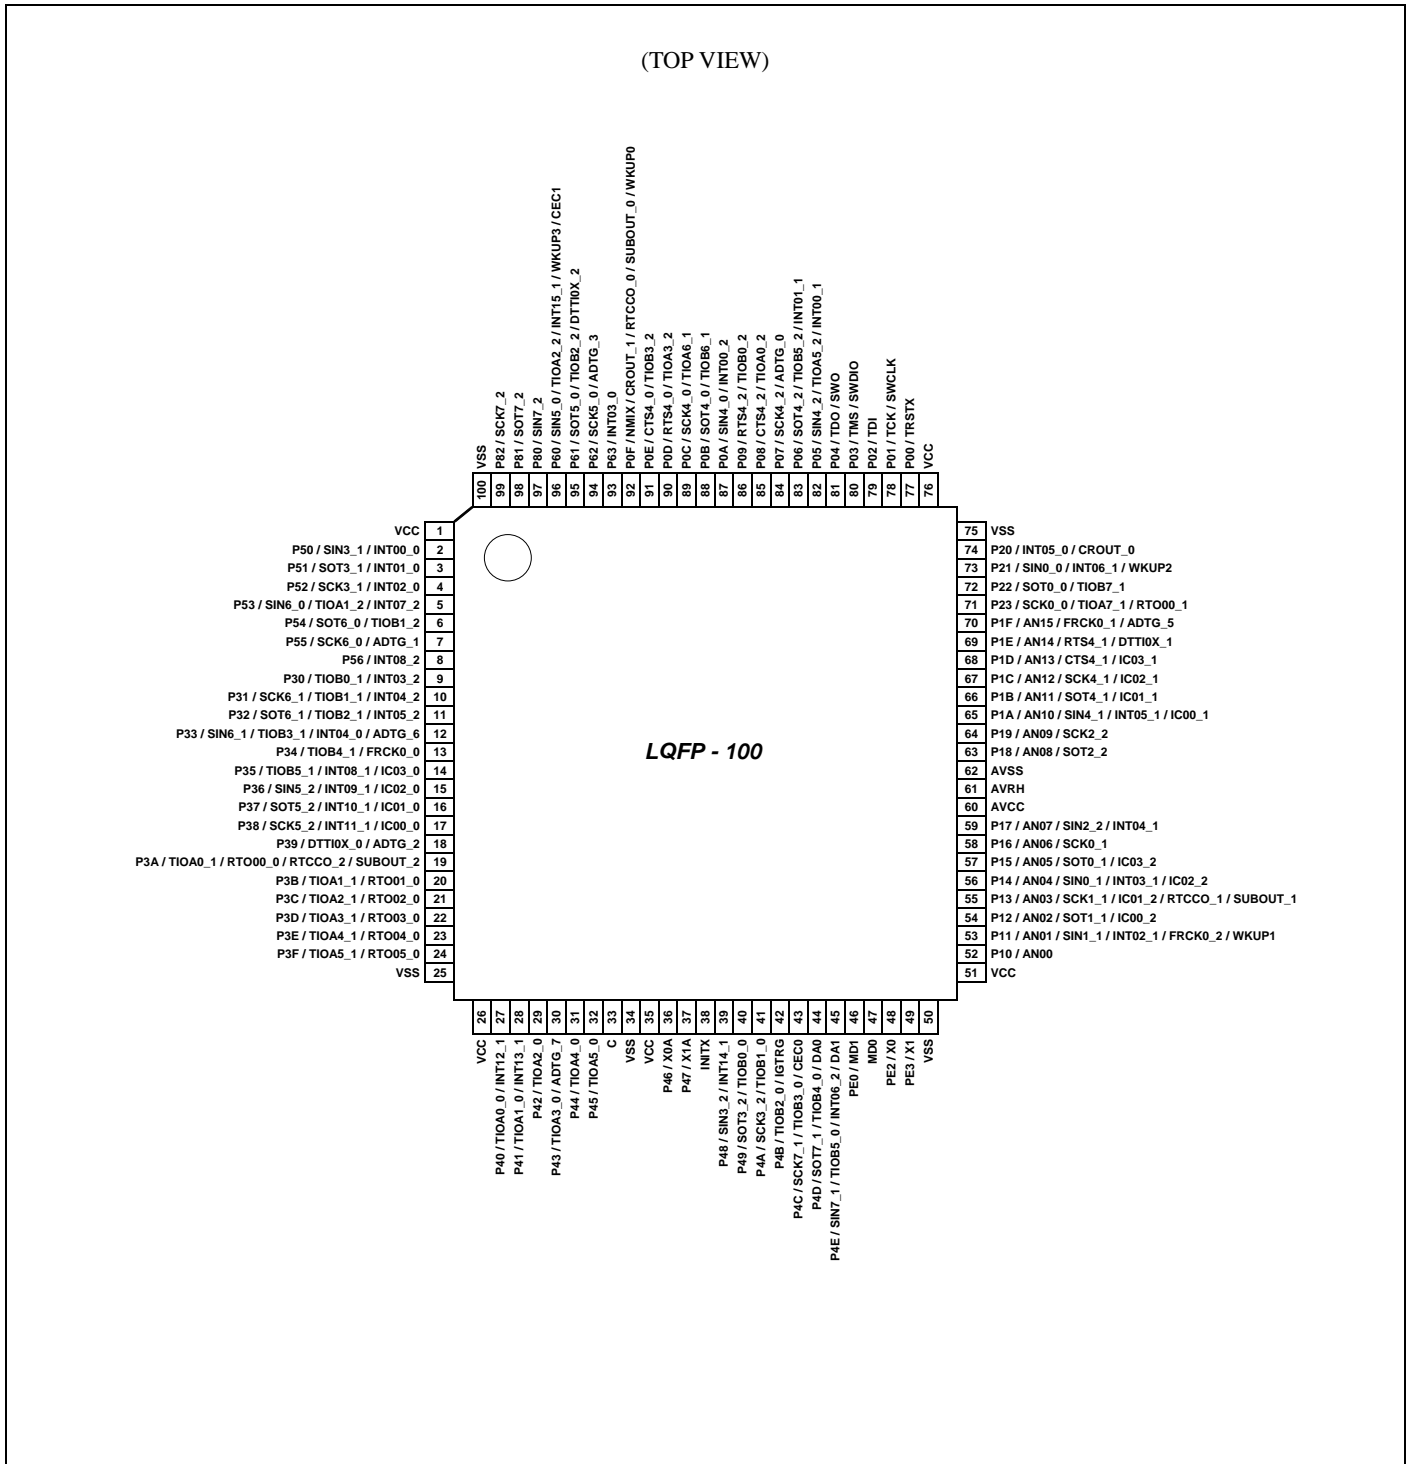 (TOP VIEW)
VSS
P82 / SCK7_2
P81 / SOT7_2
P80 / SIN7_2
P60 / SIN5_0 / TIOA2_2 / INT15_1 / WKUP3 / CEC1
P61 / SOT5_0 / TIOB2_2 / DTTI0X_2
P62 / SCK5_0 / ADTG_3
P63 / INT03_0
P0F / NMIX / CROUT_1 / RTCCO_0 / SUBOUT_0 / WKUP0
P0E / CTS4_0 / TIOB3_2
P0D / RTS4_0 / TIOA3_2
P0C / SCK4_0 / TIOA6_1
P0B / SOT4_0 / TIOB6_1
P0A / SIN4_0 / INT00_2
P09 / RTS4_2 / TIOB0_2
P08 / CTS4_2 / TIOA0_2
P07 / SCK4_2 / ADTG_0
P06 / SOT4_2 / TIOB5_2 / INT01_1
P05 / SIN4_2 / TIOA5_2 / INT00_1
P04 / TDO / SWO
P03 / TMS / SWDIO
P02 / TDI
P01 / TCK / SWCLK
P00 / TRSTX
VCC
100 99 98 97 96 95 94 93 92 91 90 89 88 87 86 85 84 83 82 81 80 79 78 77 76
VCC 1
P50 / SIN3_1 / INT00_0 2
P51 / SOT3_1 / INT01_0 3
P52 / SCK3_1 / INT02_0 4
P53 / SIN6_0 / TIOA1_2 / INT07_2 5
P54 / SOT6_0 / TIOB1_2 6
P55 / SCK6_0 / ADTG_1 7
P56 / INT08_2 8
P30 / TIOB0_1 / INT03_2 9
P31 / SCK6_1 / TIOB1_1 / INT04_2 10
P32 / SOT6_1 / TIOB2_1 / INT05_2 11
P33 / SIN6_1 / TIOB3_1 / INT04_0 / ADTG_6 12
P34 / TIOB4_1 / FRCK0_0 13
P35 / TIOB5_1 / INT08_1 / IC03_0 14
P36 / SIN5_2 / INT09_1 / IC02_0 15
P37 / SOT5_2 / INT10_1 / IC01_0 16
P38 / SCK5_2 / INT11_1 / IC00_0 17
P39 / DTTI0X_0 / ADTG_2 18
P3A / TIOA0_1 / RTO00_0 / RTCCO_2 / SUBOUT_2 19
P3B / TIOA1_1 / RTO01_0 20
P3C / TIOA2_1 / RTO02_0 21
P3D / TIOA3_1 / RTO03_0 22
P3E / TIOA4_1 / RTO04_0 23
P3F / TIOA5_1 / RTO05_0 24
VSS 25
LQFP - 100
75 VSS
74 P20 / INT05_0 / CROUT_0
73 P21 / SIN0_0 / INT06_1 / WKUP2
72 P22 / SOT0_0 / TIOB7_1
71 P23 / SCK0_0 / TIOA7_1 / RTO00_1
70 P1F / AN15 / FRCK0_1 / ADTG_5
69 P1E / AN14 / RTS4_1 / DTTI0X_1
68 P1D / AN13 / CTS4_1 / IC03_1
67 P1C / AN12 / SCK4_1 / IC02_1
66 P1B / AN11 / SOT4_1 / IC01_1
65 P1A / AN10 / SIN4_1 / INT05_1 / IC00_1
64 P19 / AN09 / SCK2_2
63 P18 / AN08 / SOT2_2
62 AVSS
61 AVRH
60 AVCC
59 P17 / AN07 / SIN2_2 / INT04_1
58 P16 / AN06 / SCK0_1
57 P15 / AN05 / SOT0_1 / IC03_2
56 P14 / AN04 / SIN0_1 / INT03_1 / IC02_2
55 P13 / AN03 / SCK1_1 / IC01_2 / RTCCO_1 / SUBOUT_1
54 P12 / AN02 / SOT1_1 / IC00_2
53 P11 / AN01 / SIN1_1 / INT02_1 / FRCK0_2 / WKUP1
52 P10 / AN00
51 VCC
26 27 28 29 30 31 32 33 34 35 36 37 38 39 40 41 42 43 44 45 46 47 48 49 50
VCC
P40 / TIOA0_0 / INT12_1
P41 / TIOA1_0 / INT13_1
P42 / TIOA2_0
P43 / TIOA3_0 / ADTG_7
P44 / TIOA4_0
P45 / TIOA5_0
C
VSS
VCC
P46 / X0A
P47 / X1A
INITX
P48 / SIN3_2 / INT14_1
P49 / SOT3_2 / TIOB0_0
P4A / SCK3_2 / TIOB1_0
P4B / TIOB2_0 / IGTRG
P4C / SCK7_1 / TIOB3_0 / CEC0
P4D / SOT7_1 / TIOB4_0 / DA0
P4E / SIN7_1 / TIOB5_0 / INT06_2 / DA1
PE0 / MD1
MD0
PE2 / X0
PE3 / X1
VSS